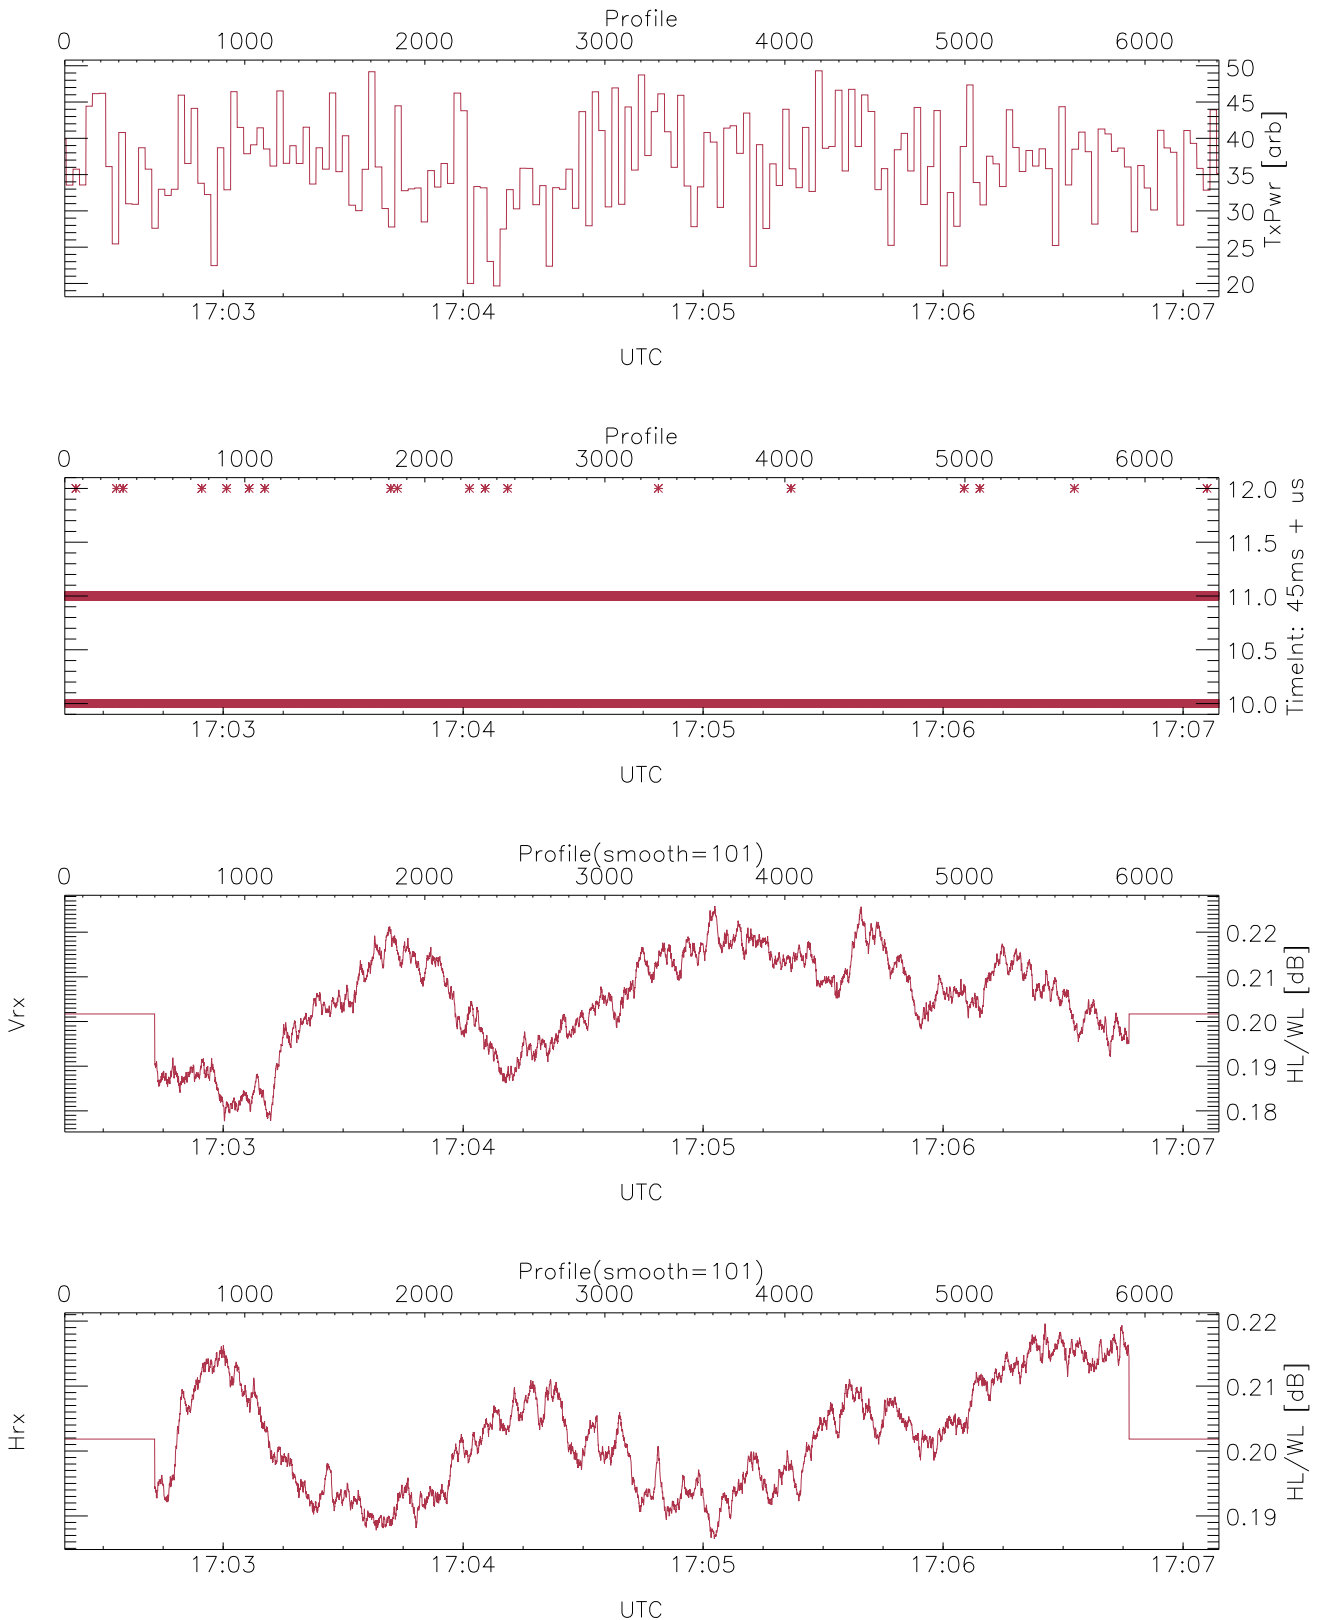 Profile
0 1000 2000 3000 4000 5000 6000
50
45
40
35
30
25
20
TxPwr [arb]
17:03 17:04 17:05 17:06 17:07
UTC
Profile
0 1000 2000 3000 4000 5000 6000
12.0
11.5
11.0
10.5
10.0
TimeInt: 45ms + us
17:03 17:04 17:05 17:06 17:07
UTC
Profile(smooth=101)
0 1000 2000 3000 4000 5000 6000
Vrx
0.22
0.21
0.20
0.19
0.18
HL/WL [dB]
17:03 17:04 17:05 17:06 17:07
UTC
Profile(smooth=101)
0 1000 2000 3000 4000 5000 6000
Hrx
0.22
0.21
0.20
0.19
HL/WL [dB]
17:03 17:04 17:05 17:06 17:07
UTC